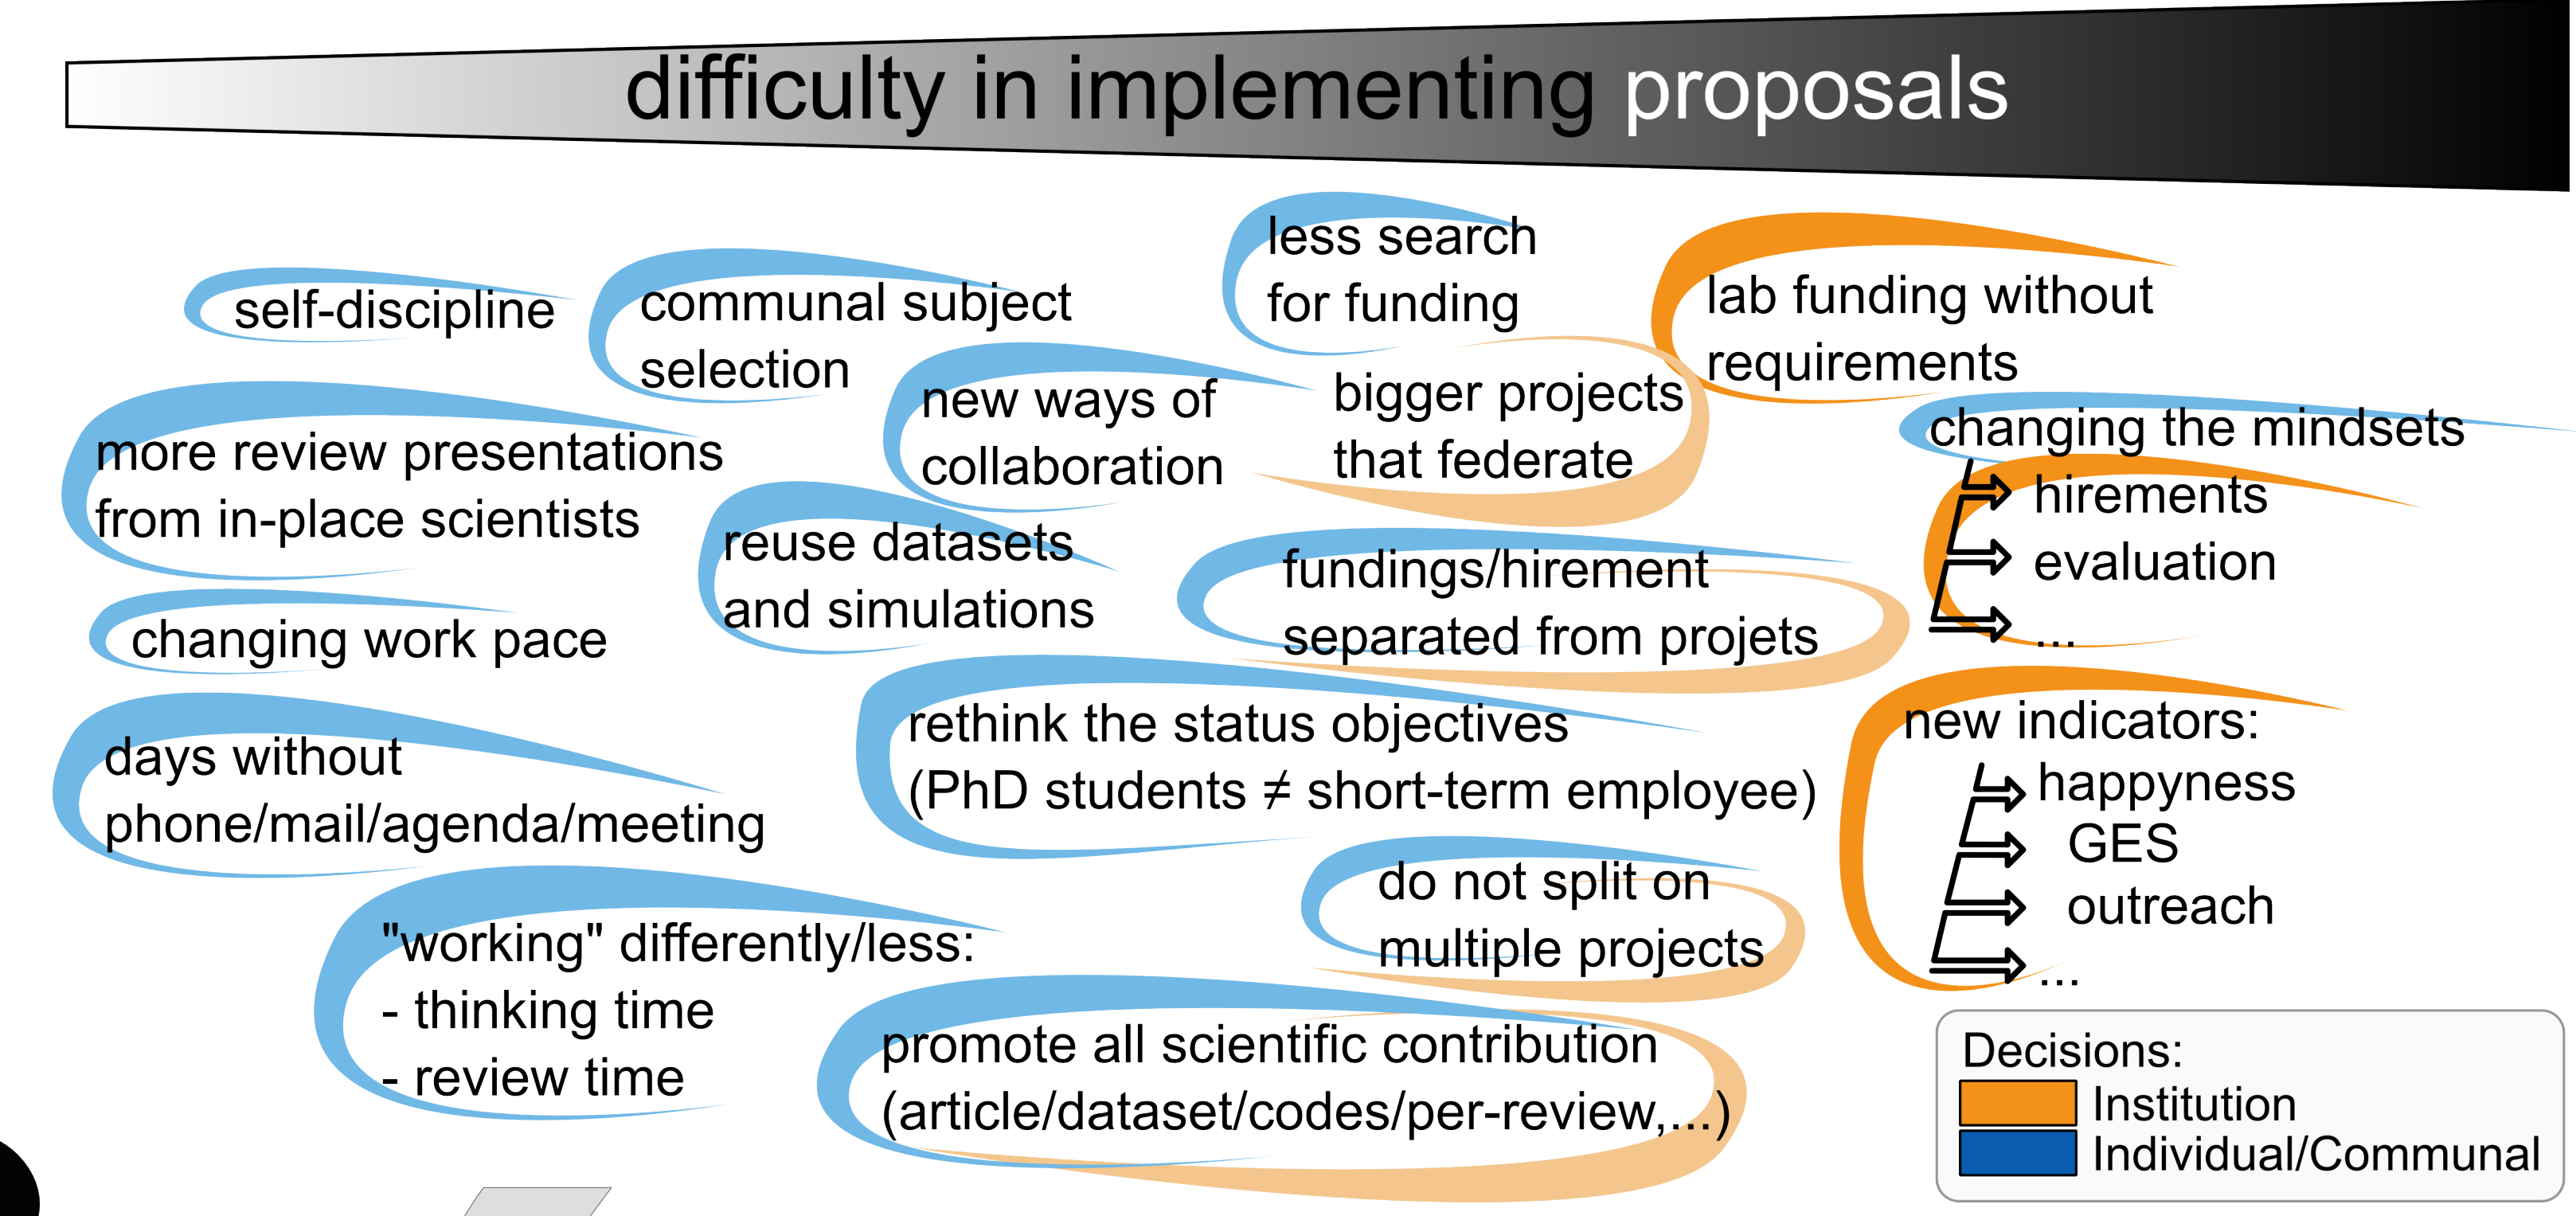 difficulty in implementing proposals
self-discipline
communal subject
selection
less search
for funding
lab funding without
requirements
more review presentations
from in-place scientists
new ways of
collaboration
bigger projects
that federate
changing the mindsets
hirements
evaluation
...
reuse datasets
and simulations
fundings/hirement
separated from projets
changing work pace
rethink the status objectives
(PhD students ≠ short-term employee)
new indicators:
happyness
GES
outreach
...
days without
phone/mail/agenda/meeting
do not split on
multiple projects
"working" differently/less:
- thinking time
- review time
promote all scientific contribution
(article/dataset/codes/per-review,...)
Decisions:
Institution
Individual/Communal